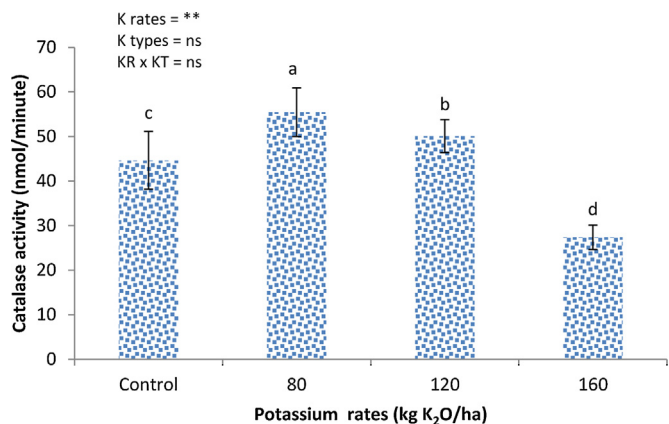 K rates = **
K types = ns
KR x KT = ns
Catalase activity (nmol/minute)
70
60
50
40
30
20
10
0
c
a
b
d
Control 80 120 160
Potassium rates (kg K₂O/ha)